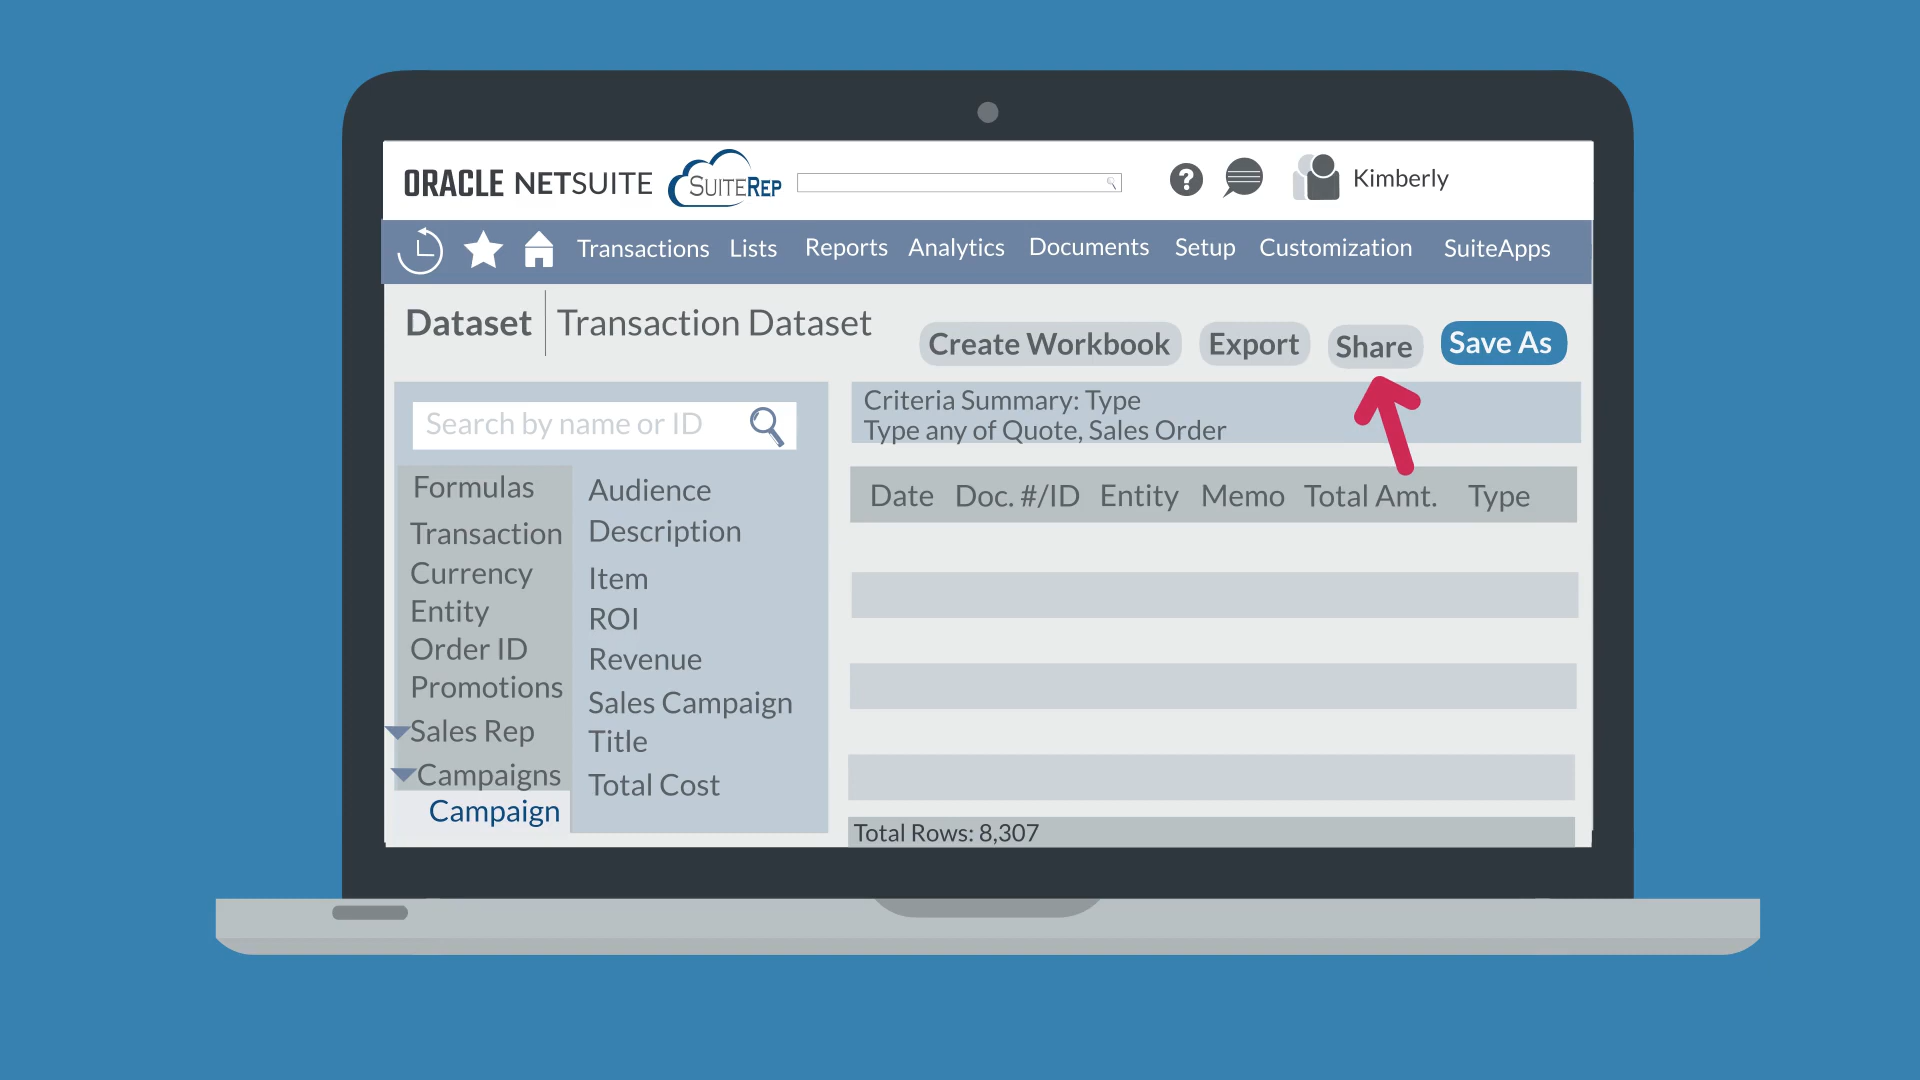 ORACLE NETSUITE SUITEREP
? Kimberly
Transactions Lists Reports Analytics Documents Setup Customization SuiteApps
Dataset Transaction Dataset
Create Workbook Export Share Save As
Search by name or ID
Formulas
Transaction
Currency
Entity
Order ID
Promotions
Sales Rep
Campaigns
Campaign
Audience
Description
Item
ROI
Revenue
Sales Campaign
Title
Total Cost
Criteria Summary: Type
Type any of Quote, Sales Order
Date Doc. #/ID Entity Memo Total Amt. Type
Total Rows: 8,307